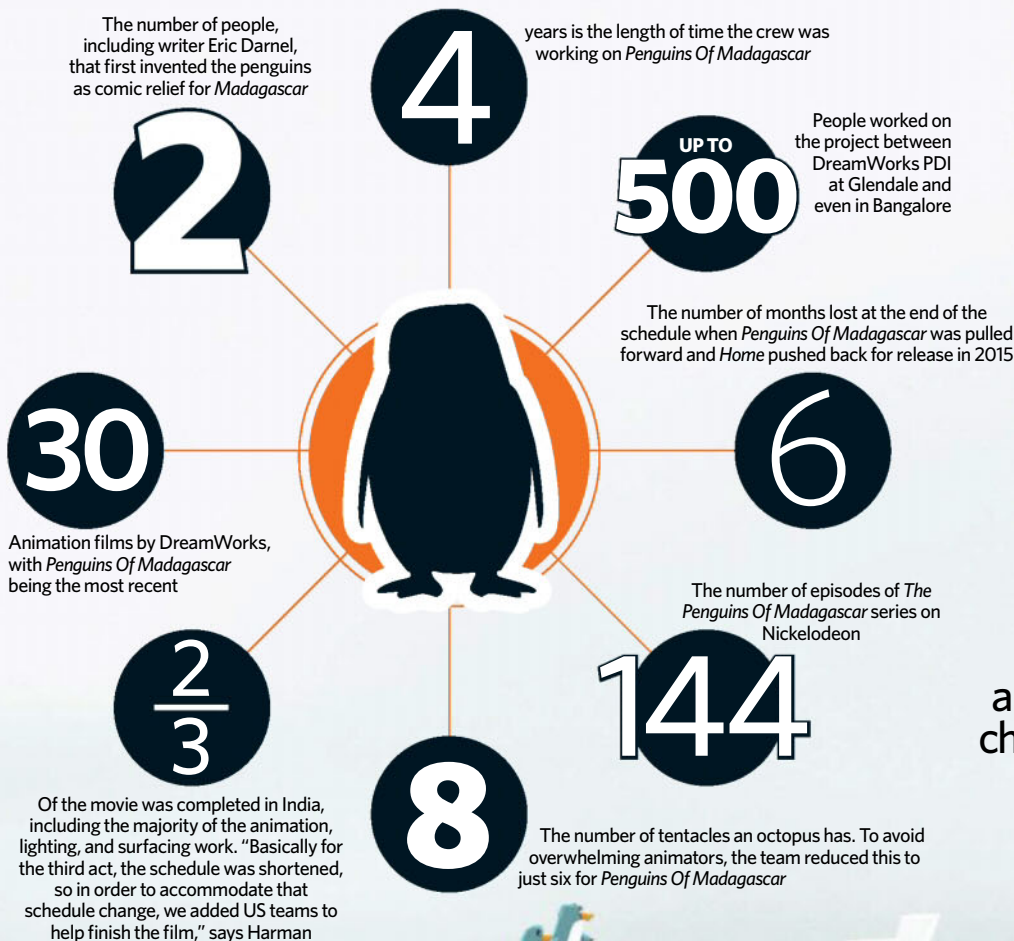 The number of people,
including writer Eric Darnel,
that first invented the penguins
as comic relief for Madagascar
2
4
years is the length of time the crew was
working on Penguins Of Madagascar
UP TO
500
People worked on
the project between
DreamWorks PDI
at Glendale and
even in Bangalore
The number of months lost at the end of the
schedule when Penguins Of Madagascar was pulled
forward and Home pushed back for release in 2015
6
30
Animation films by DreamWorks,
with Penguins Of Madagascar
being the most recent
The number of episodes of The
Penguins Of Madagascar series on
Nickelodeon
144
2
3
Of the movie was completed in India,
including the majority of the animation,
lighting, and surfacing work. “Basically for
the third act, the schedule was shortened,
so in order to accommodate that
schedule change, we added US teams to
help finish the film,” says Harman
8
The number of tentacles an octopus has. To avoid
overwhelming animators, the team reduced this to
just six for Penguins Of Madagascar
a
ch